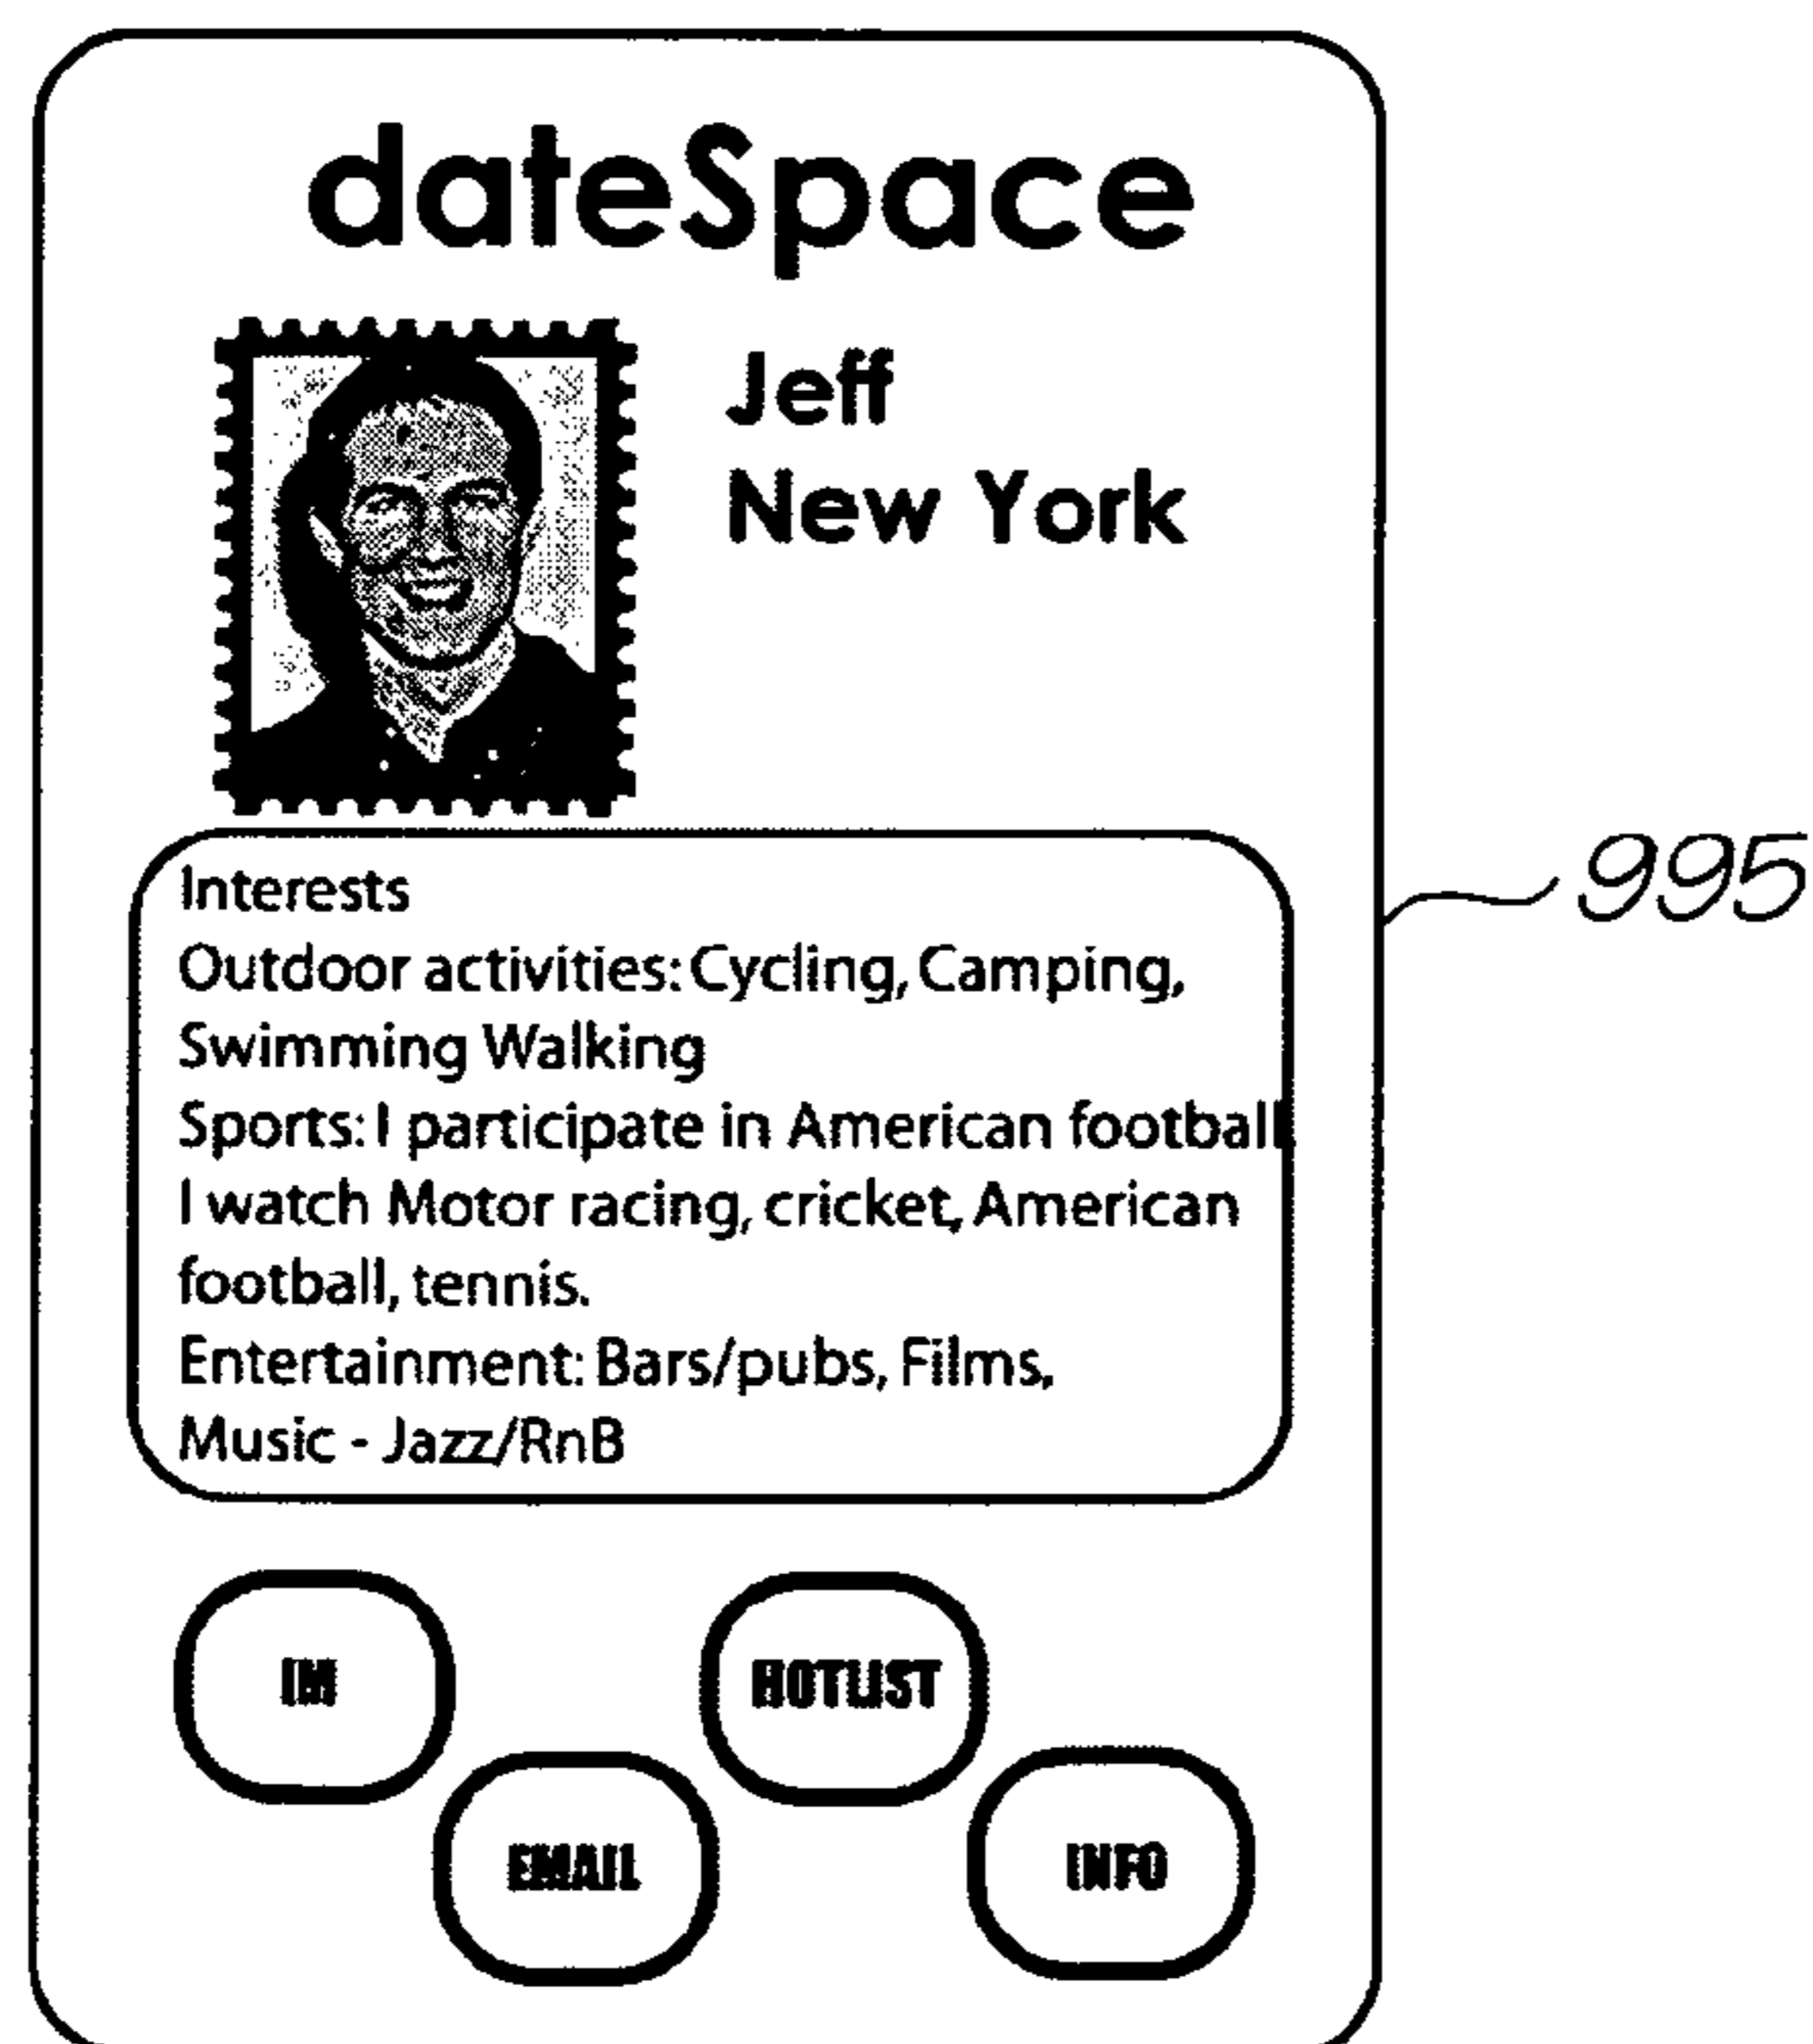 dateSpace
Jeff
New York
995
Interests
Outdoor activities: Cycling, Camping,
Swimming Walking
Sports: I participate in American football
I watch Motor racing, cricket, American
football, tennis.
Entertainment: Bars/pubs, Films,
Music - Jazz/RnB
IM
HOTLIST
EMAIL
INFO